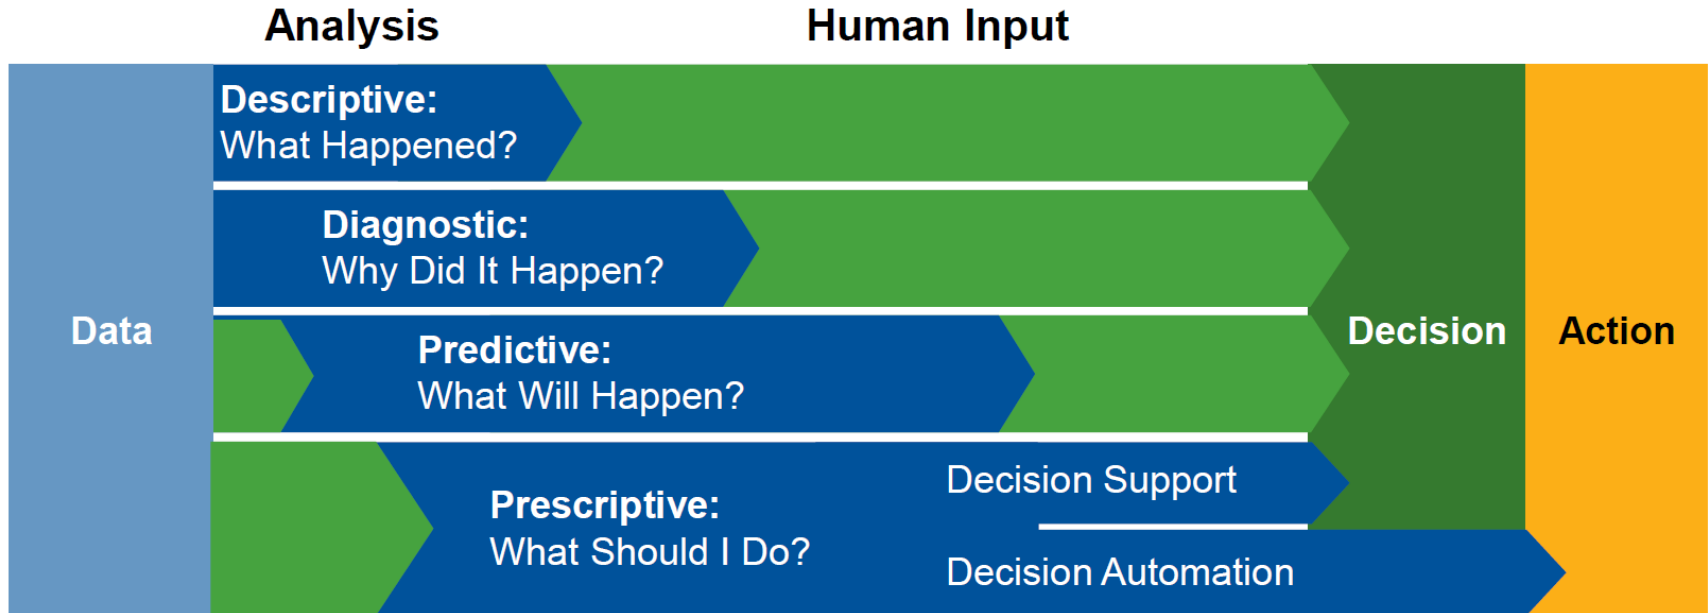 Analysis
Human Input
Descriptive:
What Happened?
Diagnostic:
Why Did It Happen?
Data
Predictive:
What Will Happen?
Decision
Action
Prescriptive:
What Should I Do?
Decision Support
Decision Automation